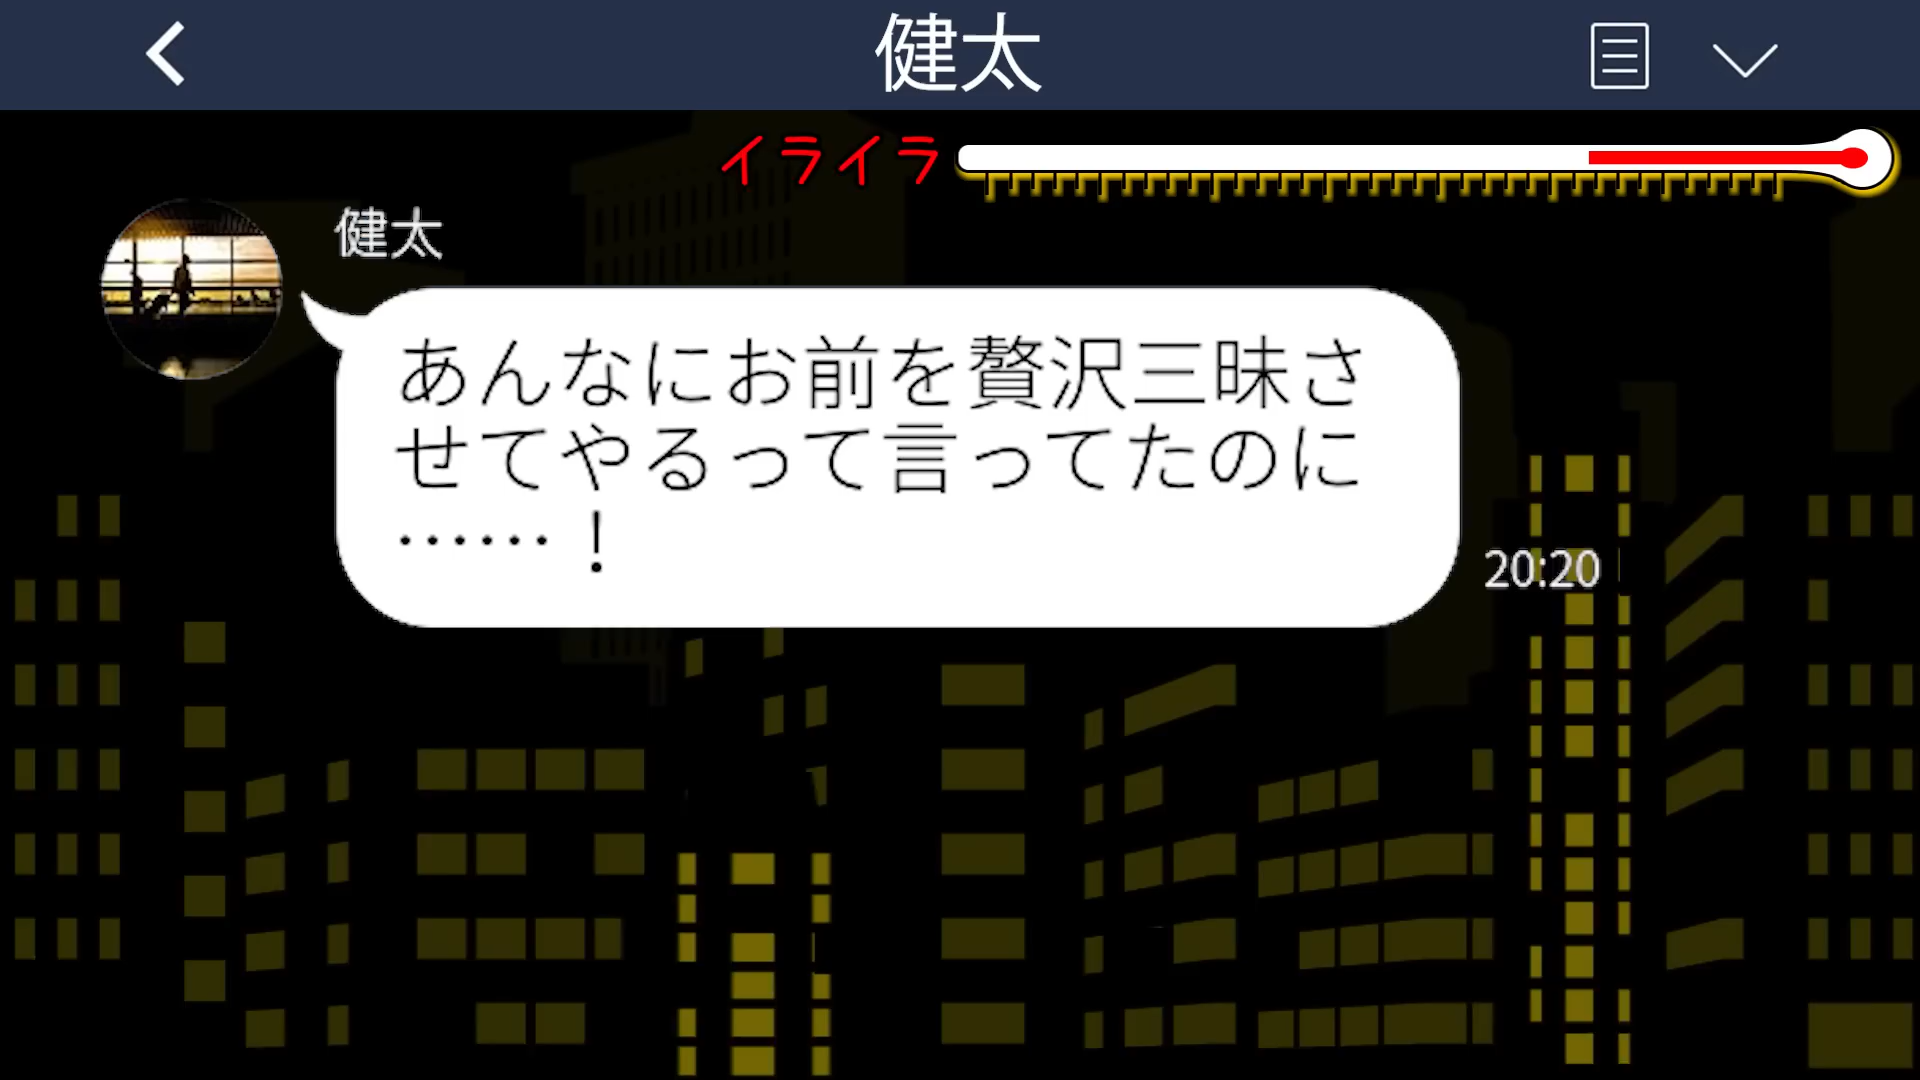 健太
イライラ
健太
あんなにお前を贅沢三昧さ
せてやるって言ってたのに
……！
20:20